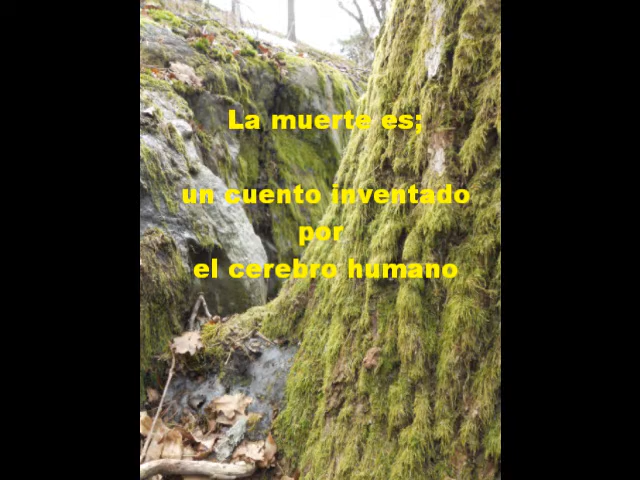 La muerte es;
un cuento inventado
por
el cerebro humano